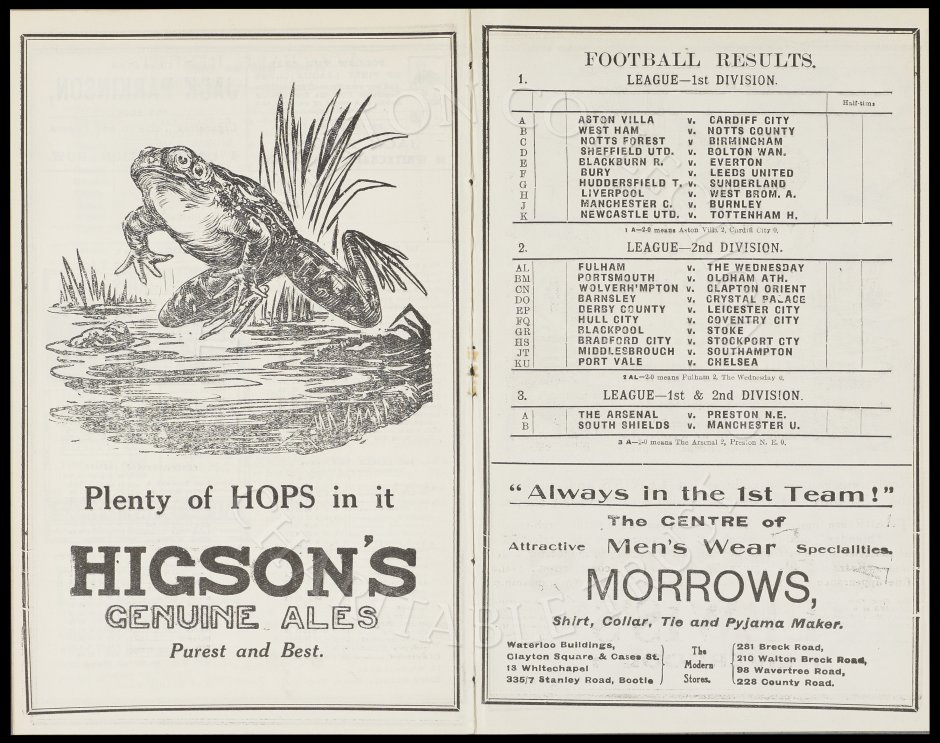 Plenty of HOPS in it
HIGSON'S
GENUINE ALES
Purest and Best.
FOOTBALL RESULTS.
1. LEAGUE—1st DIVISION.
Half-time
A ASTON VILLA v. CARDIFF CITY
B WEST HAM v. NOTTS COUNTY
C NOTTS FOREST v. BIRMINGHAM
D SHEFFIELD UTD. v. BOLTON WAN.
E BLACKBURN R. v. EVERTON
F BURY v. LEEDS UNITED
G HUDDERSFIELD T. v. SUNDERLAND
H LIVERPOOL v. WEST BROM. A.
J MANCHESTER C. v. BURNLEY
K NEWCASTLE UTD. v. TOTTENHAM H.
1 A—2-0 means Aston Villa 2, Cardiff City 0.
2. LEAGUE—2nd DIVISION.
AL FULHAM v. THE WEDNESDAY
BM PORTSMOUTH v. OLDHAM ATH.
CN WOLVERH'MPTON v. CLAPTON ORIENT
DO BARNSLEY v. CRYSTAL PALACE
EP DERBY COUNTY v. LEICESTER CITY
FQ HULL CITY v. COVENTRY CITY
GR BLACKPOOL v. STOKE
HS BRADFORD CITY v. STOCKPORT CTY
JT MIDDLESBROUCH v. SOUTHAMPTON
KU PORT VALE v. CHELSEA
2 AL—2-0 means Fulham 2, The Wednesday 0.
3. LEAGUE—1st & 2nd DIVISION.
A THE ARSENAL v. PRESTON N.E.
B SOUTH SHIELDS v. MANCHESTER U.
3 A—2-0 means The Arsenal 2, Preston N. E. 0.
"Always in the 1st Team!"
The CENTRE of
Attractive Men's Wear Specialities.
MORROWS,
Shirt, Collar, Tie and Pyjama Maker.
Waterloo Buildings,
Clayton Square & Cases St.
13 Whitechapel
335/7 Stanley Road, Bootle
The
Modern
Stores.
281 Breck Road,
210 Walton Breck Road,
98 Wavertree Road,
228 County Road.